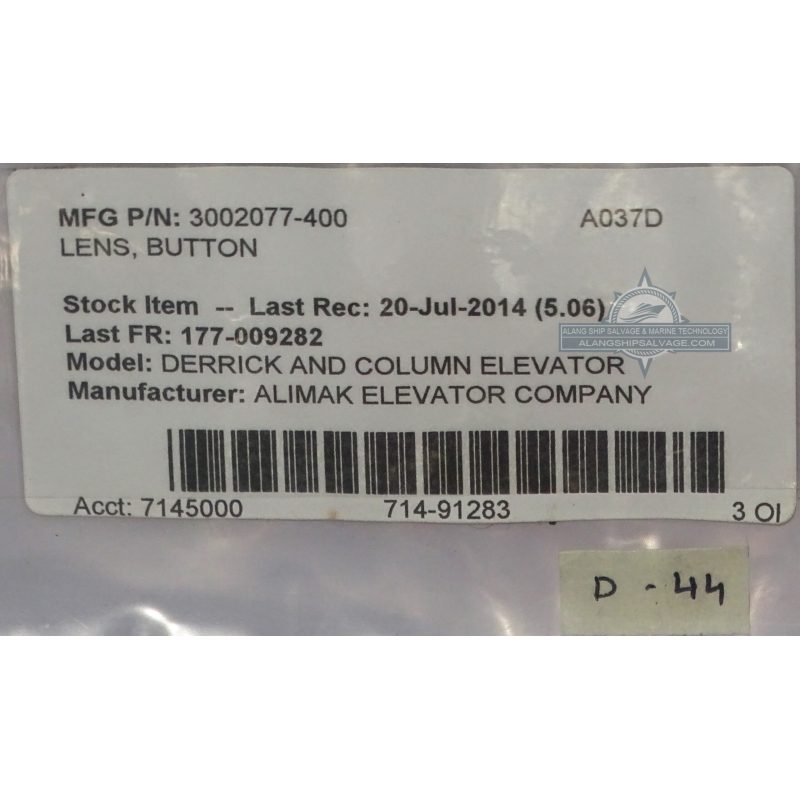 MFG P/N: 3002077-400 A037D
LENS, BUTTON
Stock Item -- Last Rec: 20-Jul-2014 (5.06)
ALANG SHIP SALVAGE & MARINE TECHNOLOGY
Last FR: 177-009282
ALANGSHIPSALVAGE.COM
Model: DERRICK AND COLUMN ELEVATOR
Manufacturer: ALIMAK ELEVATOR COMPANY
Acct: 7145000 714-91283 3 OI
D - 44